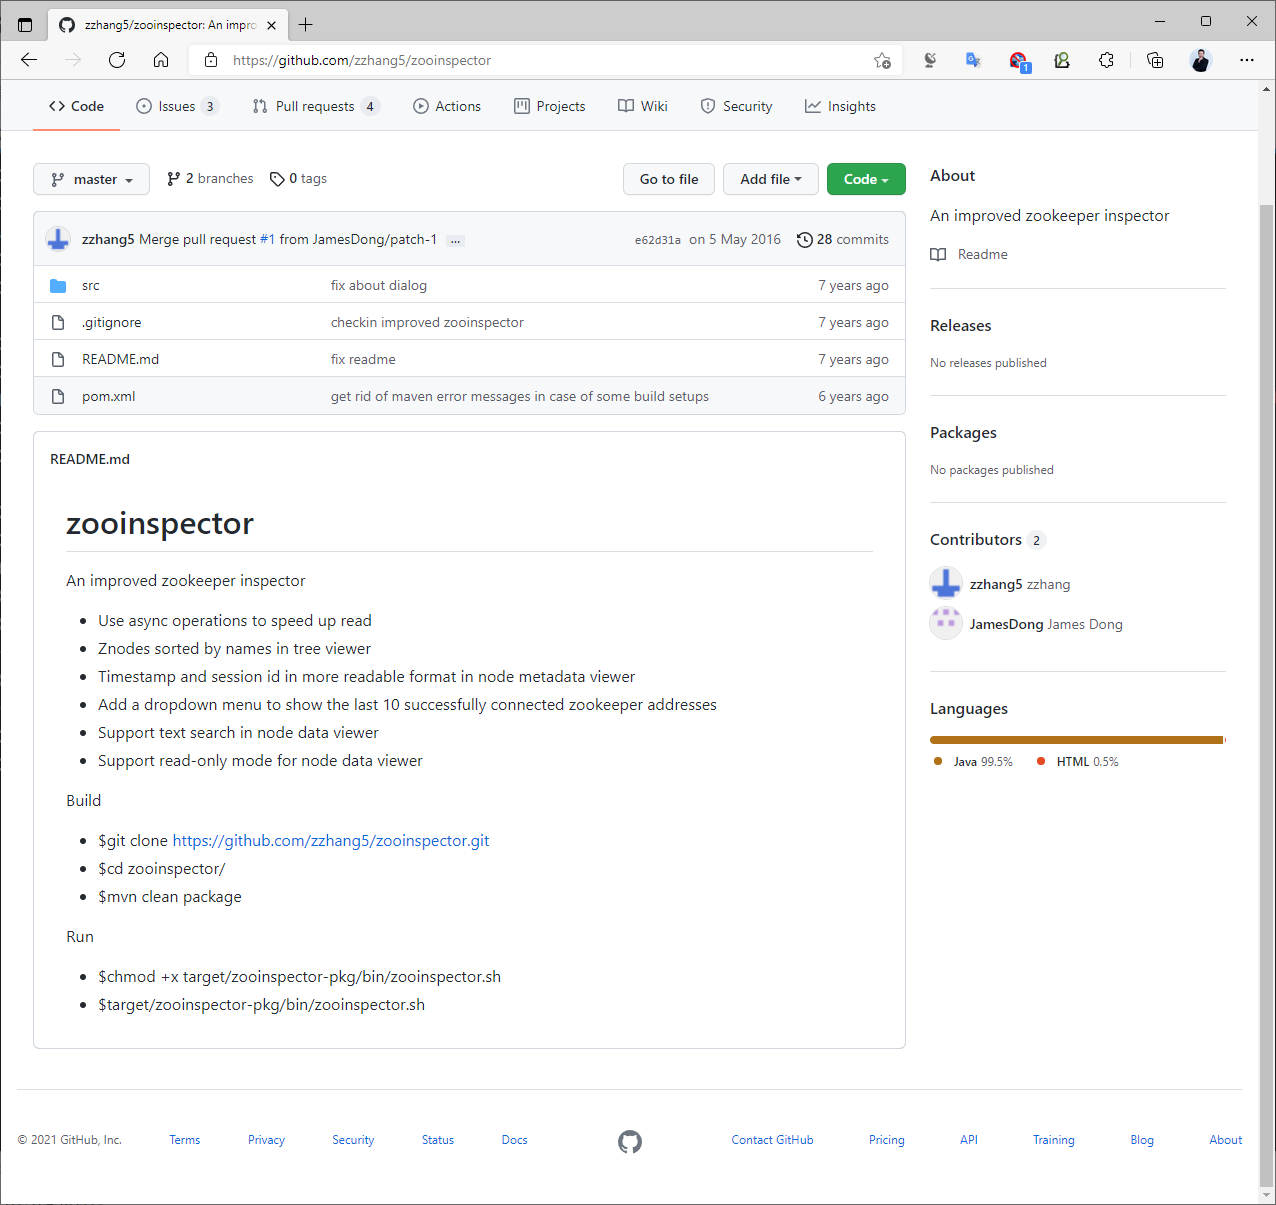 zzhang5/zooinspector: An impro
https://github.com/zzhang5/zooinspector
1
Code Issues 3 Pull requests 4 Actions Projects Wiki Security Insights
master 2 branches 0 tags Go to file Add file Code
zzhang5 Merge pull request #1 from JamesDong/patch-1 ... e62d31a on 5 May 2016 28 commits
src fix about dialog 7 years ago
.gitignore checkin improved zooinspector 7 years ago
README.md fix readme 7 years ago
pom.xml get rid of maven error messages in case of some build setups 6 years ago
README.md
zooinspector
An improved zookeeper inspector
• Use async operations to speed up read
• Znodes sorted by names in tree viewer
• Timestamp and session id in more readable format in node metadata viewer
• Add a dropdown menu to show the last 10 successfully connected zookeeper addresses
• Support text search in node data viewer
• Support read-only mode for node data viewer
Build
• $git clone https://github.com/zzhang5/zooinspector.git
• $cd zooinspector/
• $mvn clean package
Run
• $chmod +x target/zooinspector-pkg/bin/zooinspector.sh
• $target/zooinspector-pkg/bin/zooinspector.sh
About
An improved zookeeper inspector
Readme
Releases
No releases published
Packages
No packages published
Contributors 2
zzhang5 zzhang
JamesDong James Dong
Languages
Java 99.5% HTML 0.5%
© 2021 GitHub, Inc. Terms Privacy Security Status Docs Contact GitHub Pricing API Training Blog About